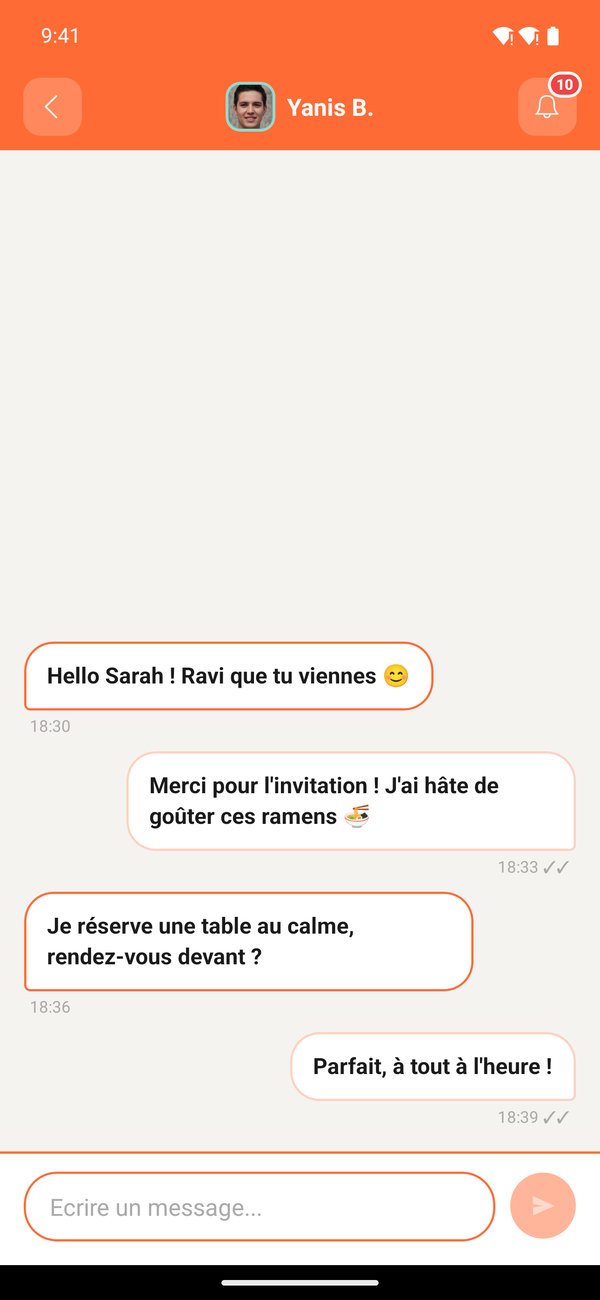 9:41
10
Yanis B.
Hello Sarah ! Ravi que tu viennes 😊
18:30
Merci pour l'invitation ! J'ai hâte de
goûter ces ramens 🍜
18:33 ✓✓
Je réserve une table au calme,
rendez-vous devant ?
18:36
Parfait, à tout à l'heure !
18:39 ✓✓
Ecrire un message...